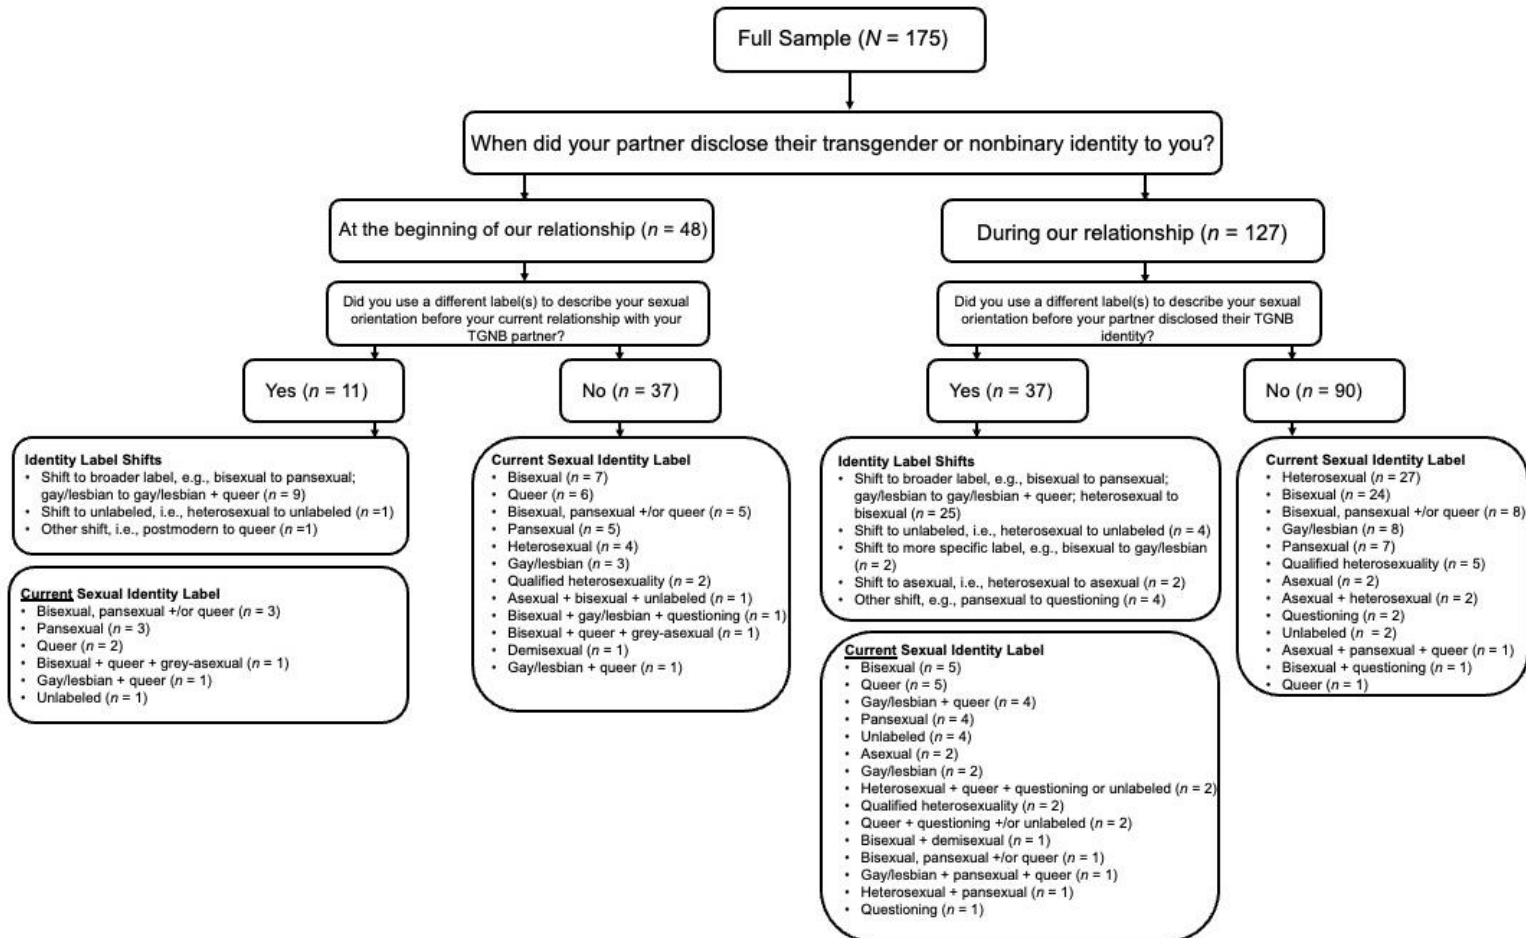 Full Sample (N = 175)
When did your partner disclose their transgender or nonbinary identity to you?
At the beginning of our relationship (n = 48)
During our relationship (n = 127)
Did you use a different label(s) to describe your sexual
orientation before your current relationship with your
TGNB partner?
Did you use a different label(s) to describe your sexual
orientation before your partner disclosed their TGNB
identity?
Yes (n = 11)
No (n = 37)
Yes (n = 37)
No (n = 90)
Identity Label Shifts
• Shift to broader label, e.g., bisexual to pansexual;
gay/lesbian to gay/lesbian + queer (n = 9)
• Shift to unlabeled, i.e., heterosexual to unlabeled (n =1)
• Other shift, i.e., postmodern to queer (n =1)
Current Sexual Identity Label
• Bisexual, pansexual +/or queer (n = 3)
• Pansexual (n = 3)
• Queer (n = 2)
• Bisexual + queer + grey-asexual (n = 1)
• Gay/lesbian + queer (n = 1)
• Unlabeled (n = 1)
Current Sexual Identity Label
• Bisexual (n = 7)
• Queer (n = 6)
• Bisexual, pansexual +/or queer (n = 5)
• Pansexual (n = 5)
• Heterosexual (n = 4)
• Gay/lesbian (n = 3)
• Qualified heterosexuality (n = 2)
• Asexual + bisexual + unlabeled (n = 1)
• Bisexual + gay/lesbian + questioning (n = 1)
• Bisexual + queer + grey-asexual (n = 1)
• Demisexual (n = 1)
• Gay/lesbian + queer (n = 1)
Identity Label Shifts
• Shift to broader label, e.g., bisexual to pansexual;
gay/lesbian to gay/lesbian + queer; heterosexual to
bisexual (n = 25)
• Shift to unlabeled, i.e., heterosexual to unlabeled (n = 4)
• Shift to more specific label, e.g., bisexual to gay/lesbian
(n = 2)
• Shift to asexual, i.e., heterosexual to asexual (n = 2)
• Other shift, e.g., pansexual to questioning (n = 4)
Current Sexual Identity Label
• Bisexual (n = 5)
• Queer (n = 5)
• Gay/lesbian + queer (n = 4)
• Pansexual (n = 4)
• Unlabeled (n = 4)
• Asexual (n = 2)
• Gay/lesbian (n = 2)
• Heterosexual + queer + questioning or unlabeled (n = 2)
• Qualified heterosexuality (n = 2)
• Queer + questioning +/or unlabeled (n = 2)
• Bisexual + demisexual (n = 1)
• Bisexual, pansexual +/or queer (n = 1)
• Gay/lesbian + pansexual + queer (n = 1)
• Heterosexual + pansexual (n = 1)
• Questioning (n = 1)
Current Sexual Identity Label
• Heterosexual (n = 27)
• Bisexual (n = 24)
• Bisexual, pansexual +/or queer (n = 8)
• Gay/lesbian (n = 8)
• Pansexual (n = 7)
• Qualified heterosexuality (n = 5)
• Asexual (n = 2)
• Asexual + heterosexual (n = 2)
• Questioning (n = 2)
• Unlabeled (n = 2)
• Asexual + pansexual + queer (n = 1)
• Bisexual + questioning (n = 1)
• Queer (n = 1)